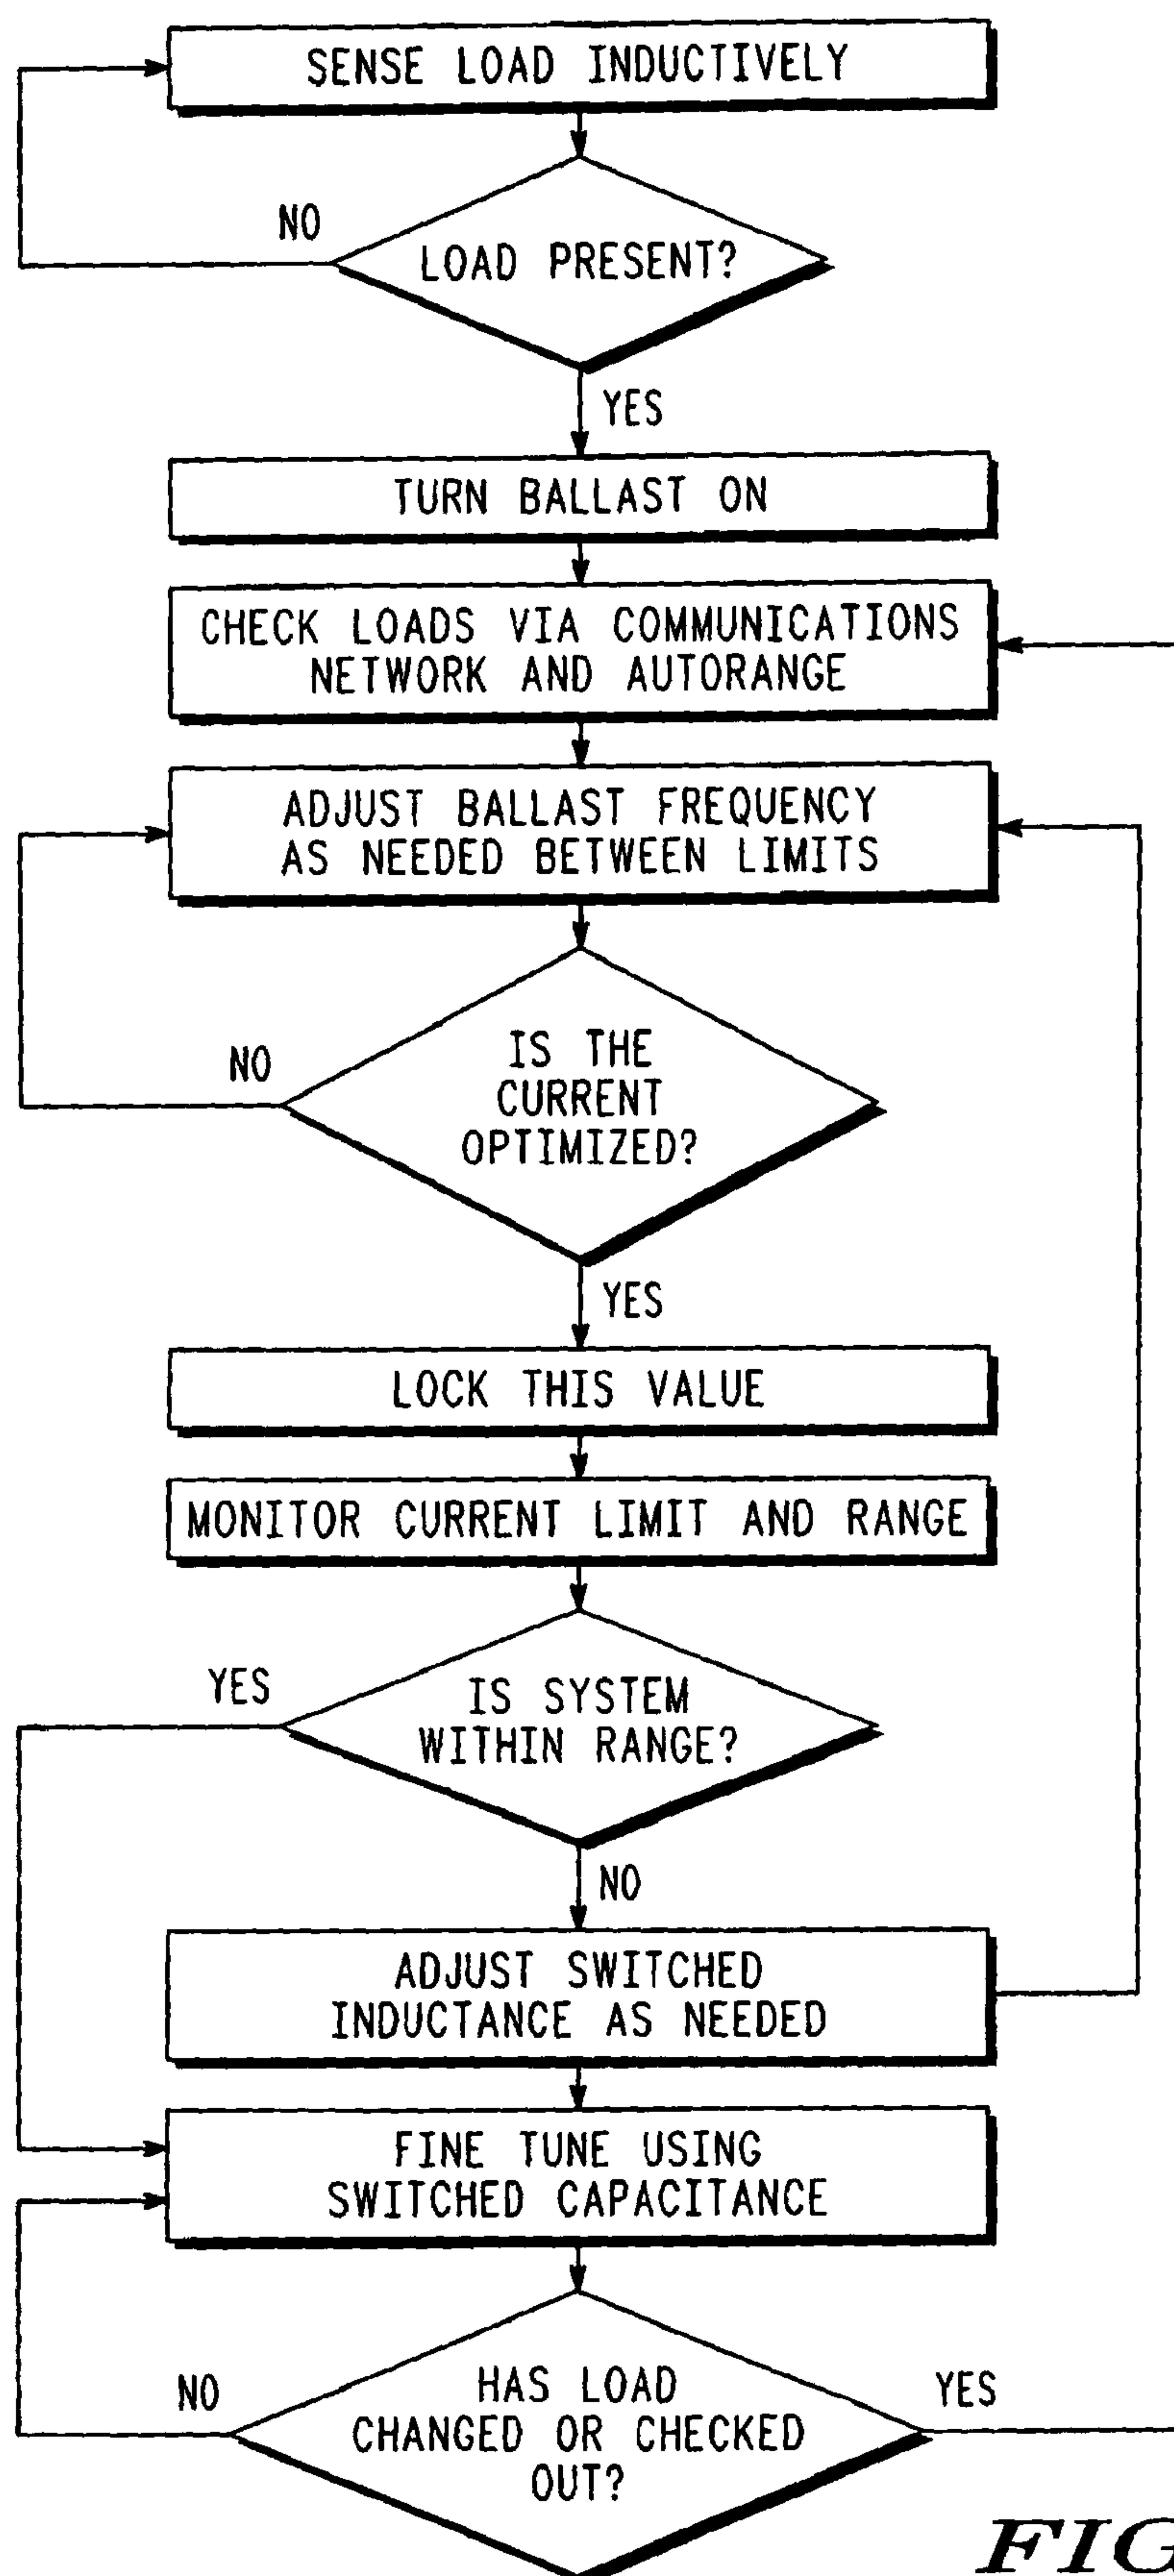 SENSE LOAD INDUCTIVELY
NO
LOAD PRESENT?
YES
TURN BALLAST ON
CHECK LOADS VIA COMMUNICATIONS
NETWORK AND AUTORANGE
ADJUST BALLAST FREQUENCY
AS NEEDED BETWEEN LIMITS
NO
IS THE
CURRENT
OPTIMIZED?
YES
LOCK THIS VALUE
MONITOR CURRENT LIMIT AND RANGE
YES
IS SYSTEM
WITHIN RANGE?
NO
ADJUST SWITCHED
INDUCTANCE AS NEEDED
FINE TUNE USING
SWITCHED CAPACITANCE
NO
HAS LOAD
CHANGED OR CHECKED
OUT?
YES
FIG